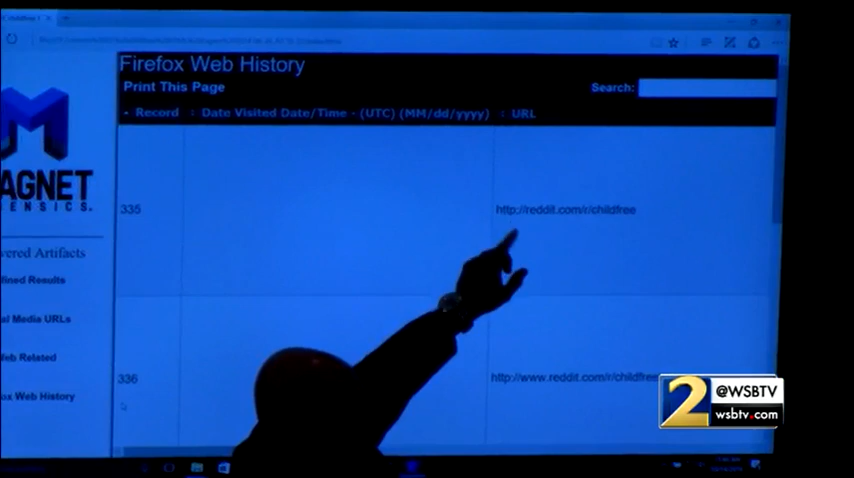 Firefox Web History
Print This Page
Search:
- Record : Date Visited Date/Time - (UTC) (MM/dd/yyyy) : URL
AGNET
ENSICS.
335
http://reddit.com/r/childfree
vered Artifacts
ined Results
al Media URLs
Web Related
ox Web History
336
http://www.reddit.com/r/childfree
2
@WSBTV
wsbtv.com